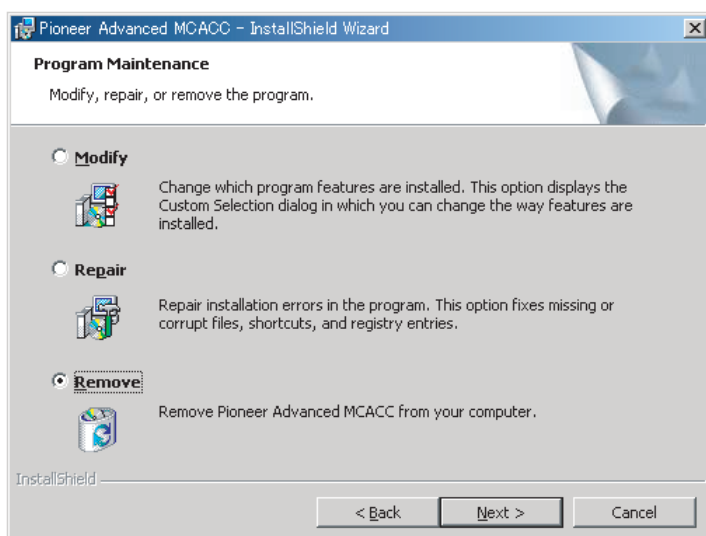 Pioneer Advanced MCACC - InstallShield Wizard
Program Maintenance
Modify, repair, or remove the program.
Modify
Change which program features are installed. This option displays the
Custom Selection dialog in which you can change the way features are
installed.
Repair
Repair installation errors in the program. This option fixes missing or
corrupt files, shortcuts, and registry entries.
Remove
Remove Pioneer Advanced MCACC from your computer.
InstallShield
< Back Next > Cancel